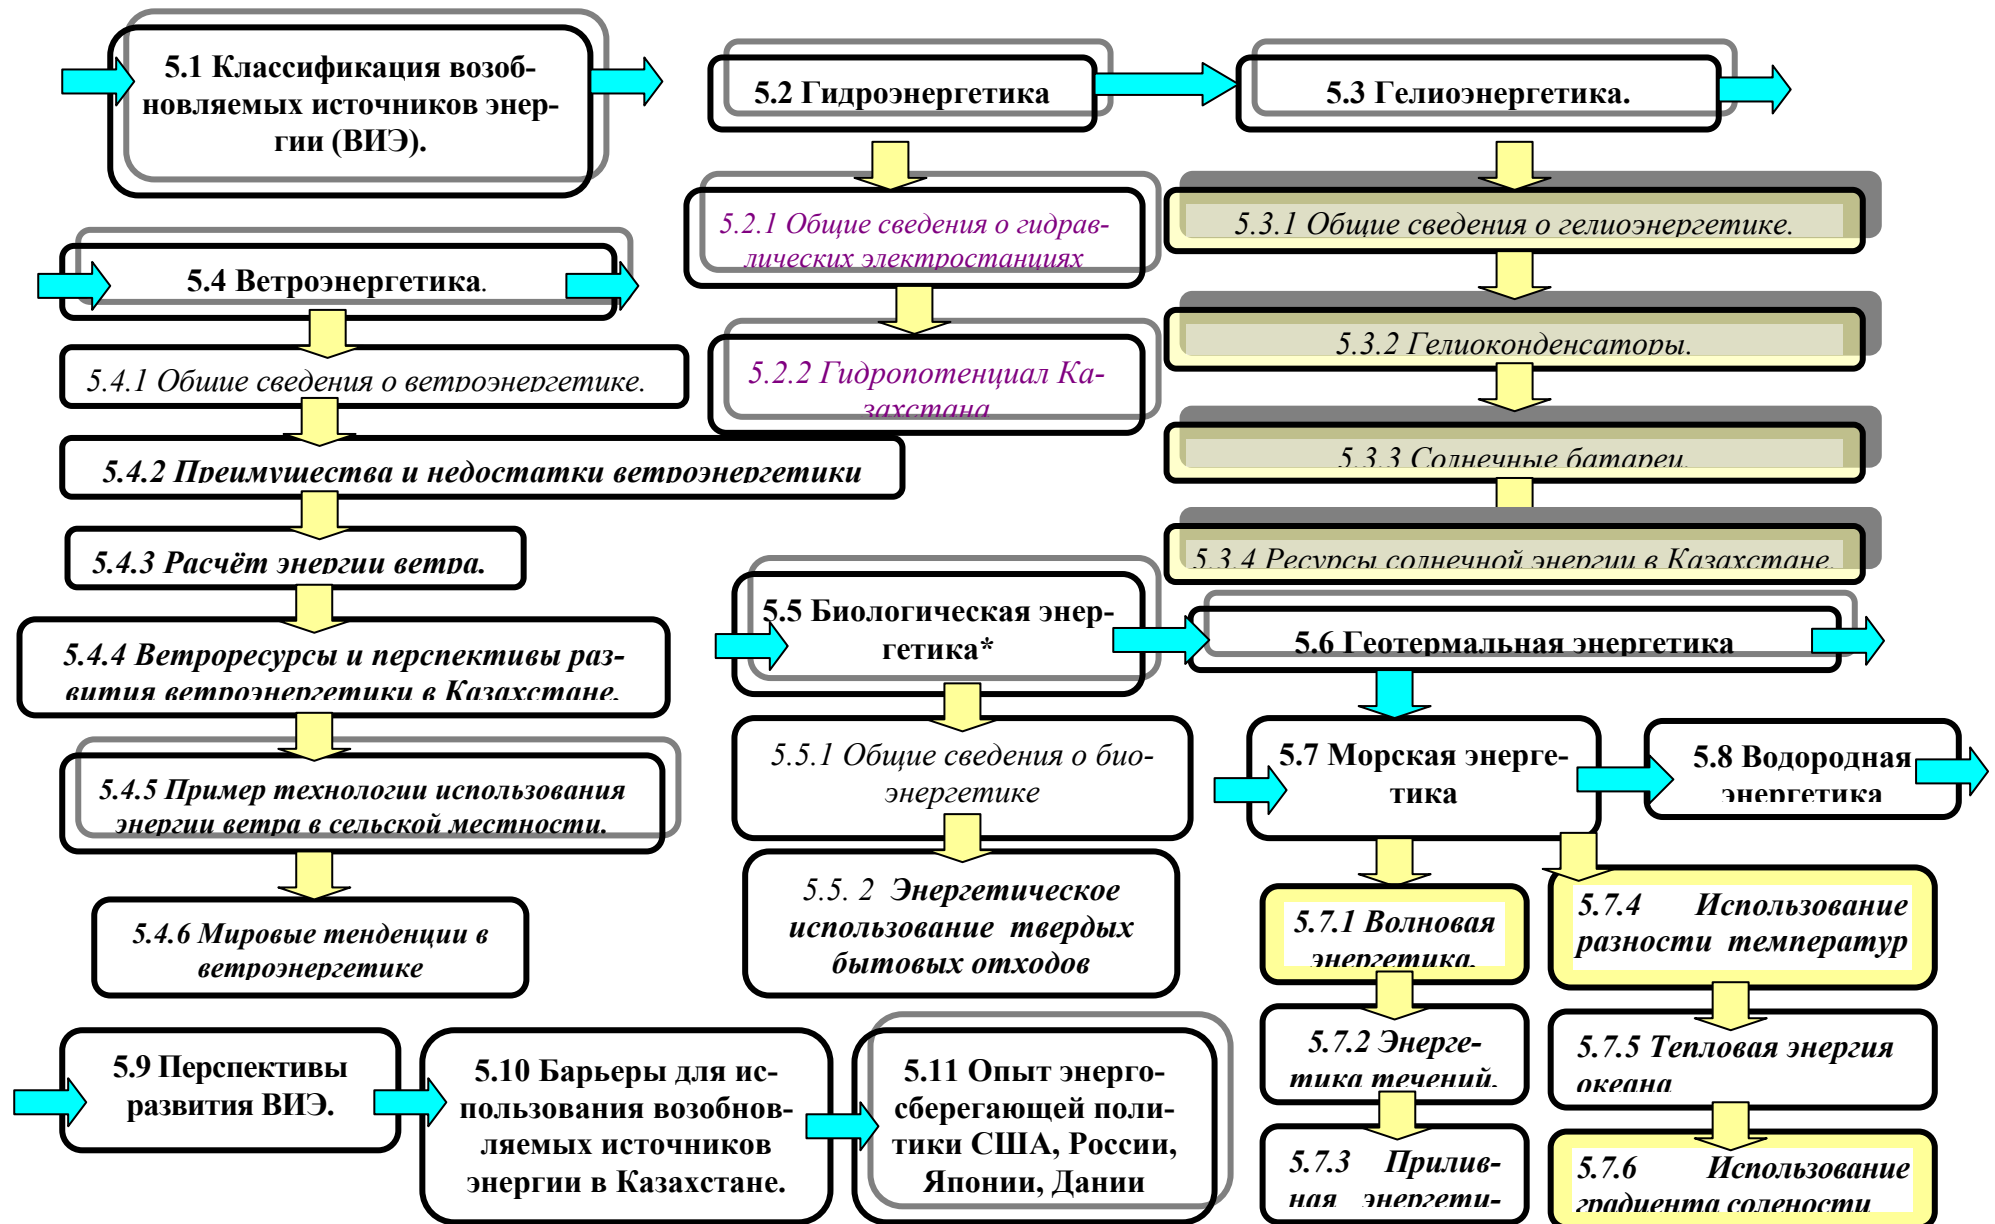 5.1 Классификация возоб-
новляемых источников энер-
гии (ВИЭ).
5.2 Гидроэнергетика
5.3 Гелиоэнергетика.
5.2.1 Общие сведения о гидрав-
лических электростанциях
5.2.2 Гидропотенциал Ка-
захстана
5.3.1 Общие сведения о гелиоэнергетике.
5.3.2 Гелиоконденсаторы.
5.3.3 Солнечные батареи.
5.3.4 Ресурсы солнечной энергии в Казахстане.
5.4 Ветроэнергетика.
5.4.1 Общие сведения о ветроэнергетике.
5.4.2 Преимущества и недостатки ветроэнергетики
5.4.3 Расчёт энергии ветра.
5.4.4 Ветроресурсы и перспективы раз-
вития ветроэнергетики в Казахстане.
5.4.5 Пример технологии использования
энергии ветра в сельской местности.
5.4.6 Мировые тенденции в
ветроэнергетике
5.5 Биологическая энер-
гетика*
5.5.1 Общие сведения о био-
энергетике
5.5. 2 Энергетическое
использование твердых
бытовых отходов
5.6 Геотермальная энергетика
5.7 Морская энерге-
тика
5.8 Водородная
энергетика
5.7.1 Волновая
энергетика.
5.7.2 Энерге-
тика течений.
5.7.3 Прилив-
ная энергети-
5.7.4 Использование
разности температур
5.7.5 Тепловая энергия
океана
5.7.6 Использование
градиента солености
5.9 Перспективы
развития ВИЭ.
5.10 Барьеры для ис-
пользования возобнов-
ляемых источников
энергии в Казахстане.
5.11 Опыт энерго-
сберегающей поли-
тики США, России,
Японии, Дании